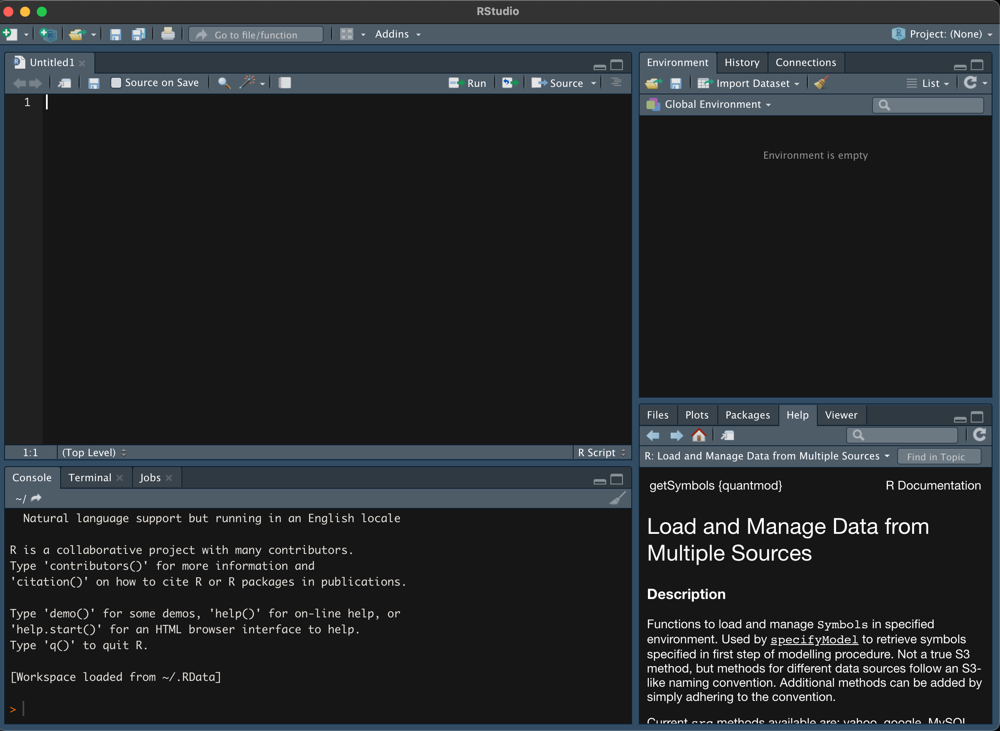 RStudio
Go to file/function
Addins
Project: (None)
Untitled1
Source on Save
Run
Source
1
1:1 (Top Level)
R Script
Console Terminal Jobs
~/
Natural language support but running in an English locale
R is a collaborative project with many contributors.
Type 'contributors()' for more information and
'citation()' on how to cite R or R packages in publications.
Type 'demo()' for some demos, 'help()' for on-line help, or
'help.start()' for an HTML browser interface to help.
Type 'q()' to quit R.
[Workspace loaded from ~/.RData]
>
Environment History Connections
Import Dataset
List
Global Environment
Environment is empty
Files Plots Packages Help Viewer
R: Load and Manage Data from Multiple Sources
Find in Topic
getSymbols {quantmod}
R Documentation
Load and Manage Data from
Multiple Sources
Description
Functions to load and manage Symbols in specified
environment. Used by specifyModel to retrieve symbols
specified in first step of modelling procedure. Not a true S3
method, but methods for different data sources follow an S3-
like naming convention. Additional methods can be added by
simply adhering to the convention.
Current src methods available are: yahoo, google, MySQL,